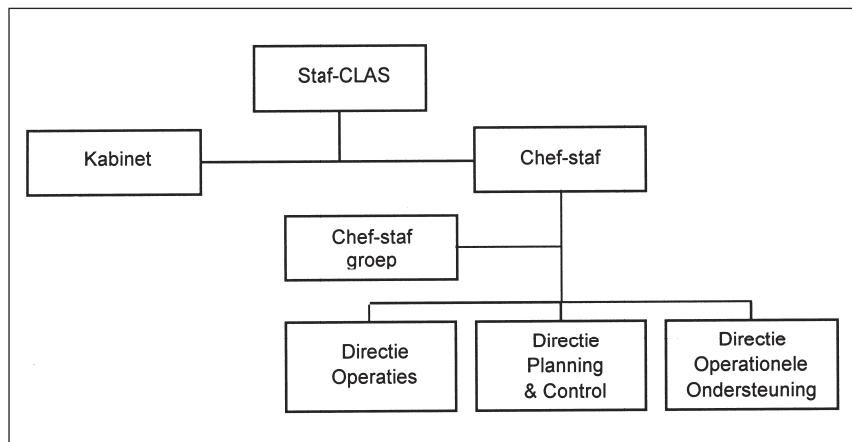 Staf-CLAS
Kabinet
Chef-staf
Chef-staf
groep
Directie
Operaties
Directie
Planning
& Control
Directie
Operationele
Ondersteuning